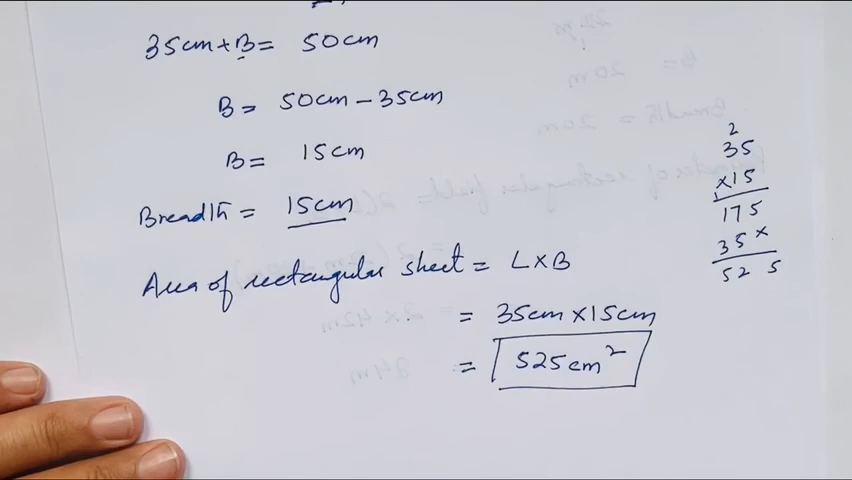 35cm + B = 50cm
B = 50cm - 35cm
B = 15cm
Breadth = 15cm
Area of rectangular sheet = L×B
= 35cm ×15cm
= 525cm²
2
35
×15
175
35×
525